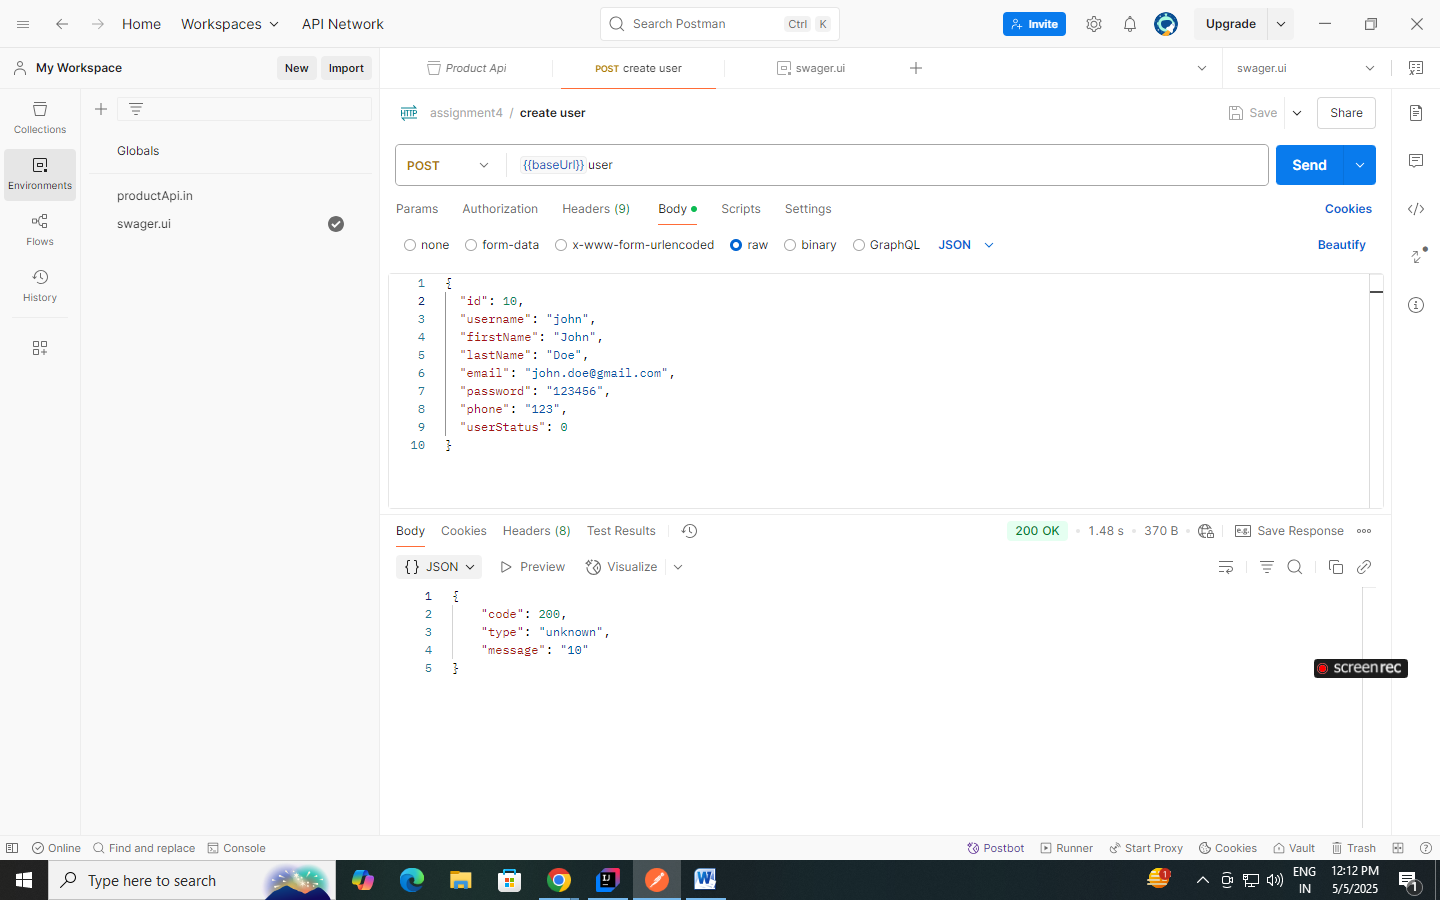 Home
Workspaces
API Network
Search Postman
Ctrl K
Invite
Upgrade
My Workspace
New
Import
Product Api
POST create user
swager.ui
swager.ui
Collections
Environments
Flows
History
Globals
productApi.in
swager.ui
HTTP
assignment4 / create user
Save
Share
POST
{{baseUrl}} user
Send
Params
Authorization
Headers (9)
Body
Scripts
Settings
Cookies
none
form-data
x-www-form-urlencoded
raw
binary
GraphQL
JSON
Beautify
1 {
2 "id": 10,
3 "username": "john",
4 "firstName": "John",
5 "lastName": "Doe",
6 "email": "john.doe@gmail.com",
7 "password": "123456",
8 "phone": "123",
9 "userStatus": 0
10 }
Body
Cookies
Headers (8)
Test Results
200 OK
1.48 s
370 B
e.g.
Save Response
{} JSON
Preview
Visualize
1 {
2 "code": 200,
3 "type": "unknown",
4 "message": "10"
5 }
screenrec
Online
Find and replace
Console
Postbot
Runner
Start Proxy
Cookies
Vault
Trash
Type here to search
1
ENG
IN
12:12 PM
5/5/2025
1